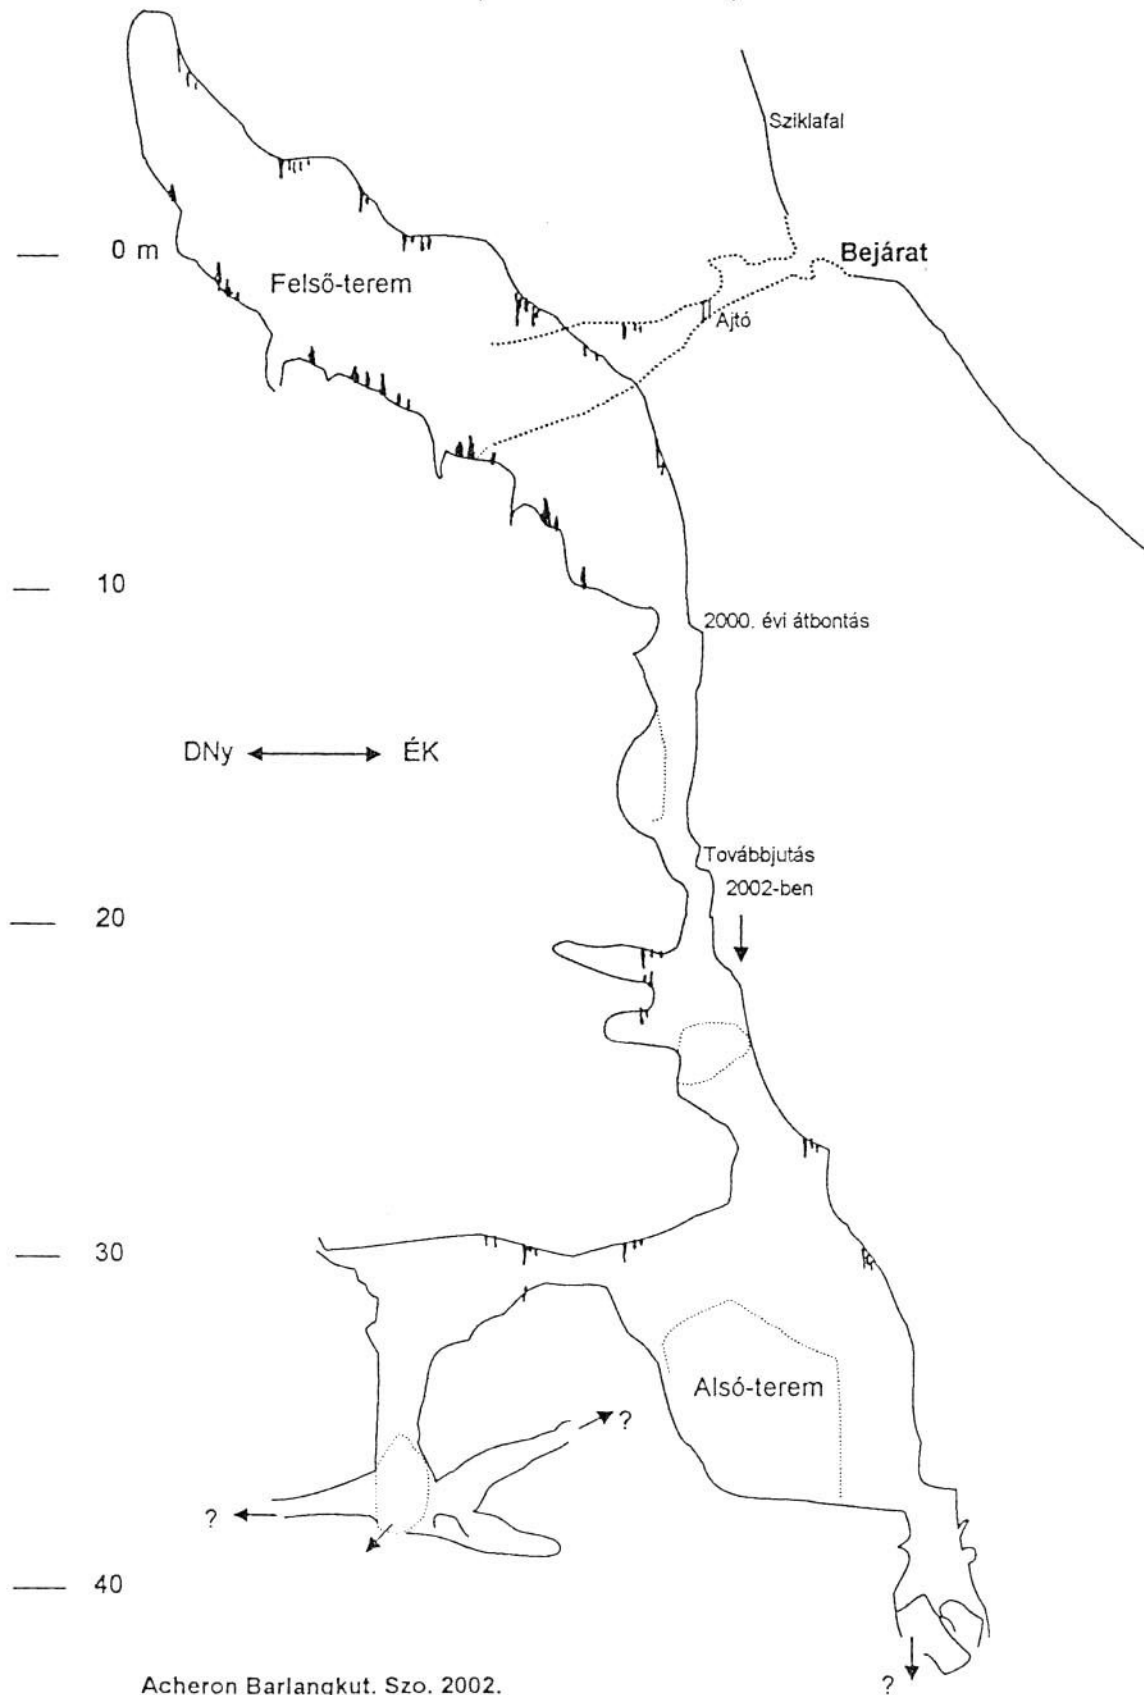 Sziklafal
0 m
Bejárat
Felső-terem
Ajtó
10
2000. évi átbontás
DNy
ÉK
Továbbjutás
2002-ben
20
30
Alsó-terem
?
?
40
?
Acheron Barlangkut. Szo. 2002.